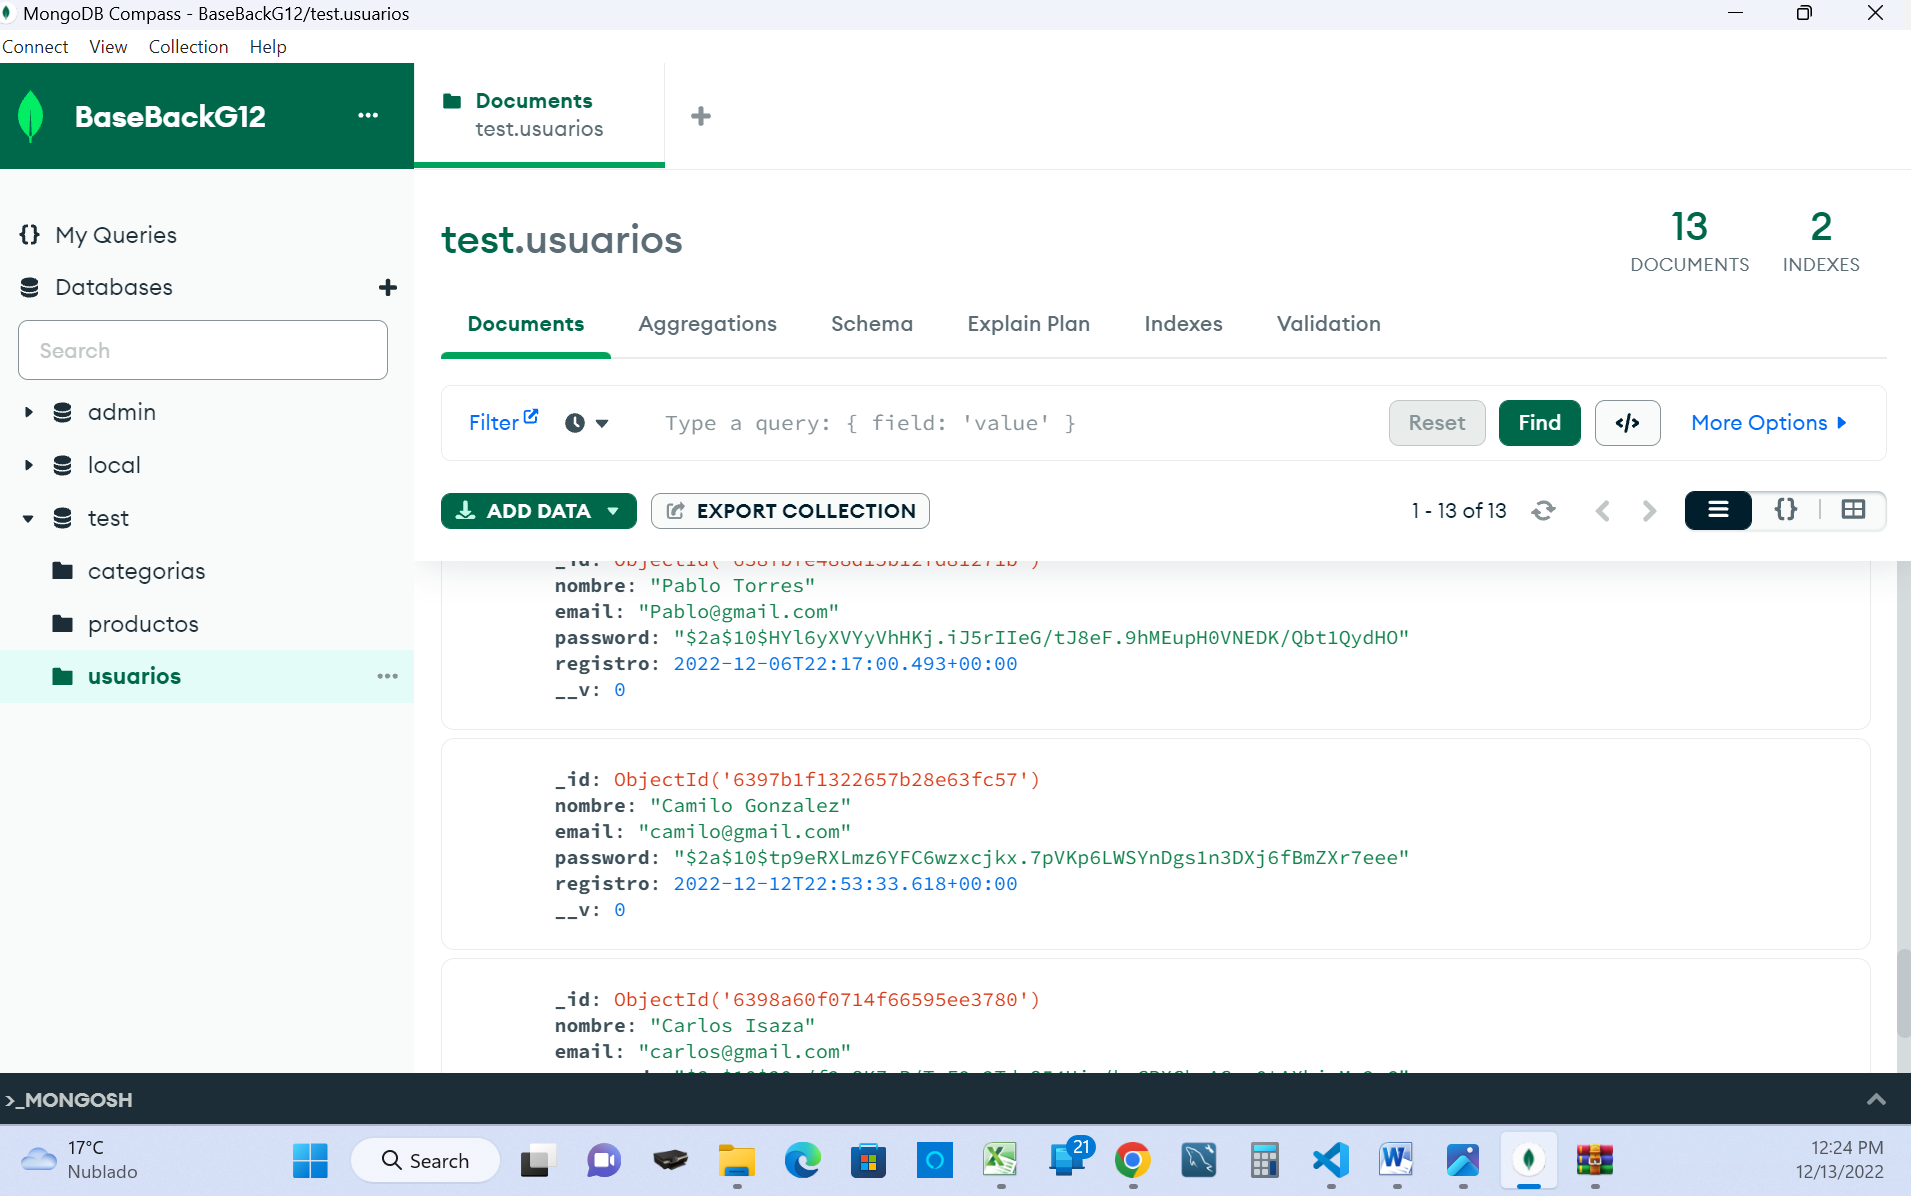 MongoDB Compass - BaseBackG12/test.usuarios
Connect View Collection Help
BaseBackG12
Documents
test.usuarios
My Queries
Databases
Search
admin
local
test
categorias
productos
usuarios
test.usuarios
13
DOCUMENTS
2
INDEXES
Documents Aggregations Schema Explain Plan Indexes Validation
Filter Type a query: { field: 'value' } Reset Find </> More Options
ADD DATA EXPORT COLLECTION 1 - 13 of 13 {}
nombre: "Pablo Torres"
email: "Pablo@gmail.com"
password: "$2a$10$HYl6yXVYyVhHKj.iJ5rIIeG/tJ8eF.9hMEupH0VNEDK/Qbt1QydHO"
registro: 2022-12-06T22:17:00.493+00:00
__v: 0
_id: ObjectId('6397b1f1322657b28e63fc57')
nombre: "Camilo Gonzalez"
email: "camilo@gmail.com"
password: "$2a$10$tp9eRXLmz6YFC6wzxcjkx.7pVKp6LWSYnDgs1n3DXj6fBmZXr7eee"
registro: 2022-12-12T22:53:33.618+00:00
__v: 0
_id: ObjectId('6398a60f0714f66595ee3780')
nombre: "Carlos Isaza"
email: "carlos@gmail.com"
>_MONGOSH
17°C
Nublado
Search
21
12:24 PM
12/13/2022